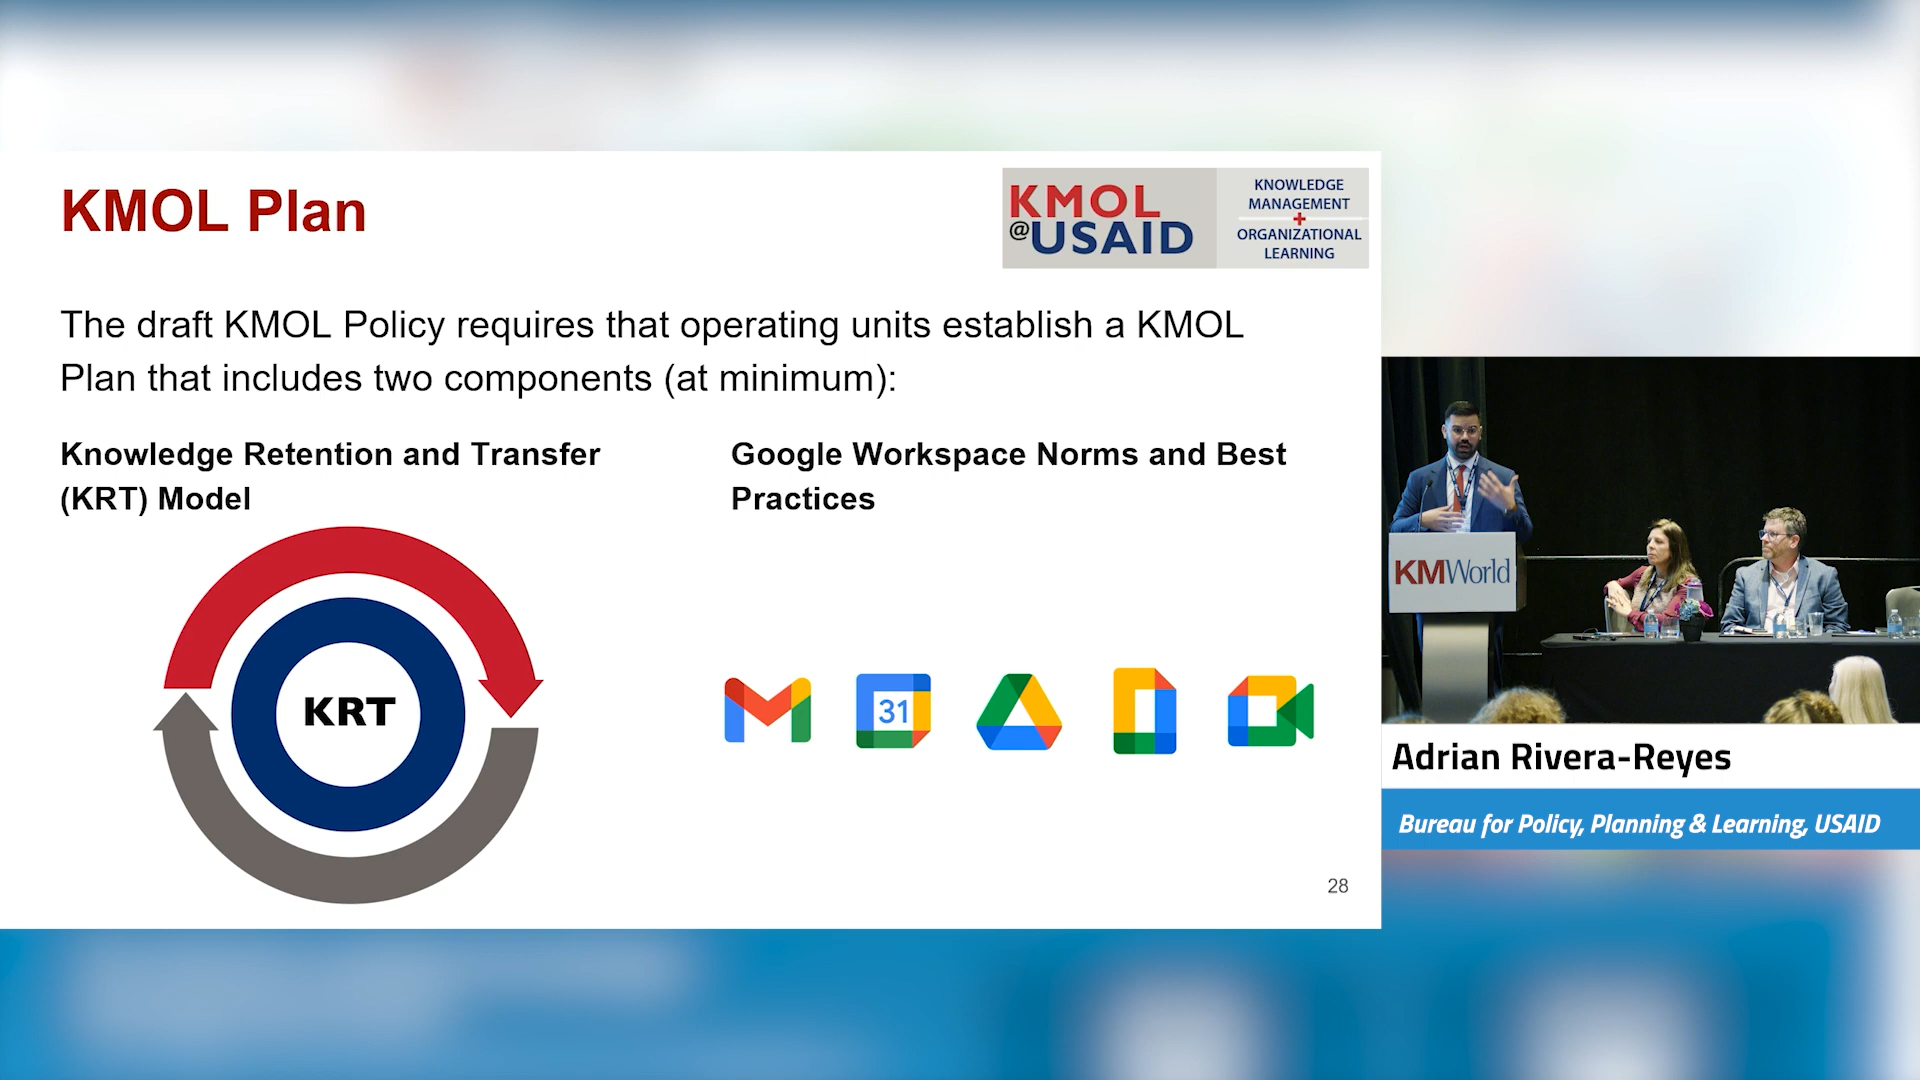 KMOL Plan
KMOL
@USAID
KNOWLEDGE
MANAGEMENT
+
ORGANIZATIONAL
LEARNING
The draft KMOL Policy requires that operating units establish a KMOL
Plan that includes two components (at minimum):
Knowledge Retention and Transfer
(KRT) Model
Google Workspace Norms and Best
Practices
KRT
31
28
KMWorld
Adrian Rivera-Reyes
Bureau for Policy, Planning & Learning, USAID